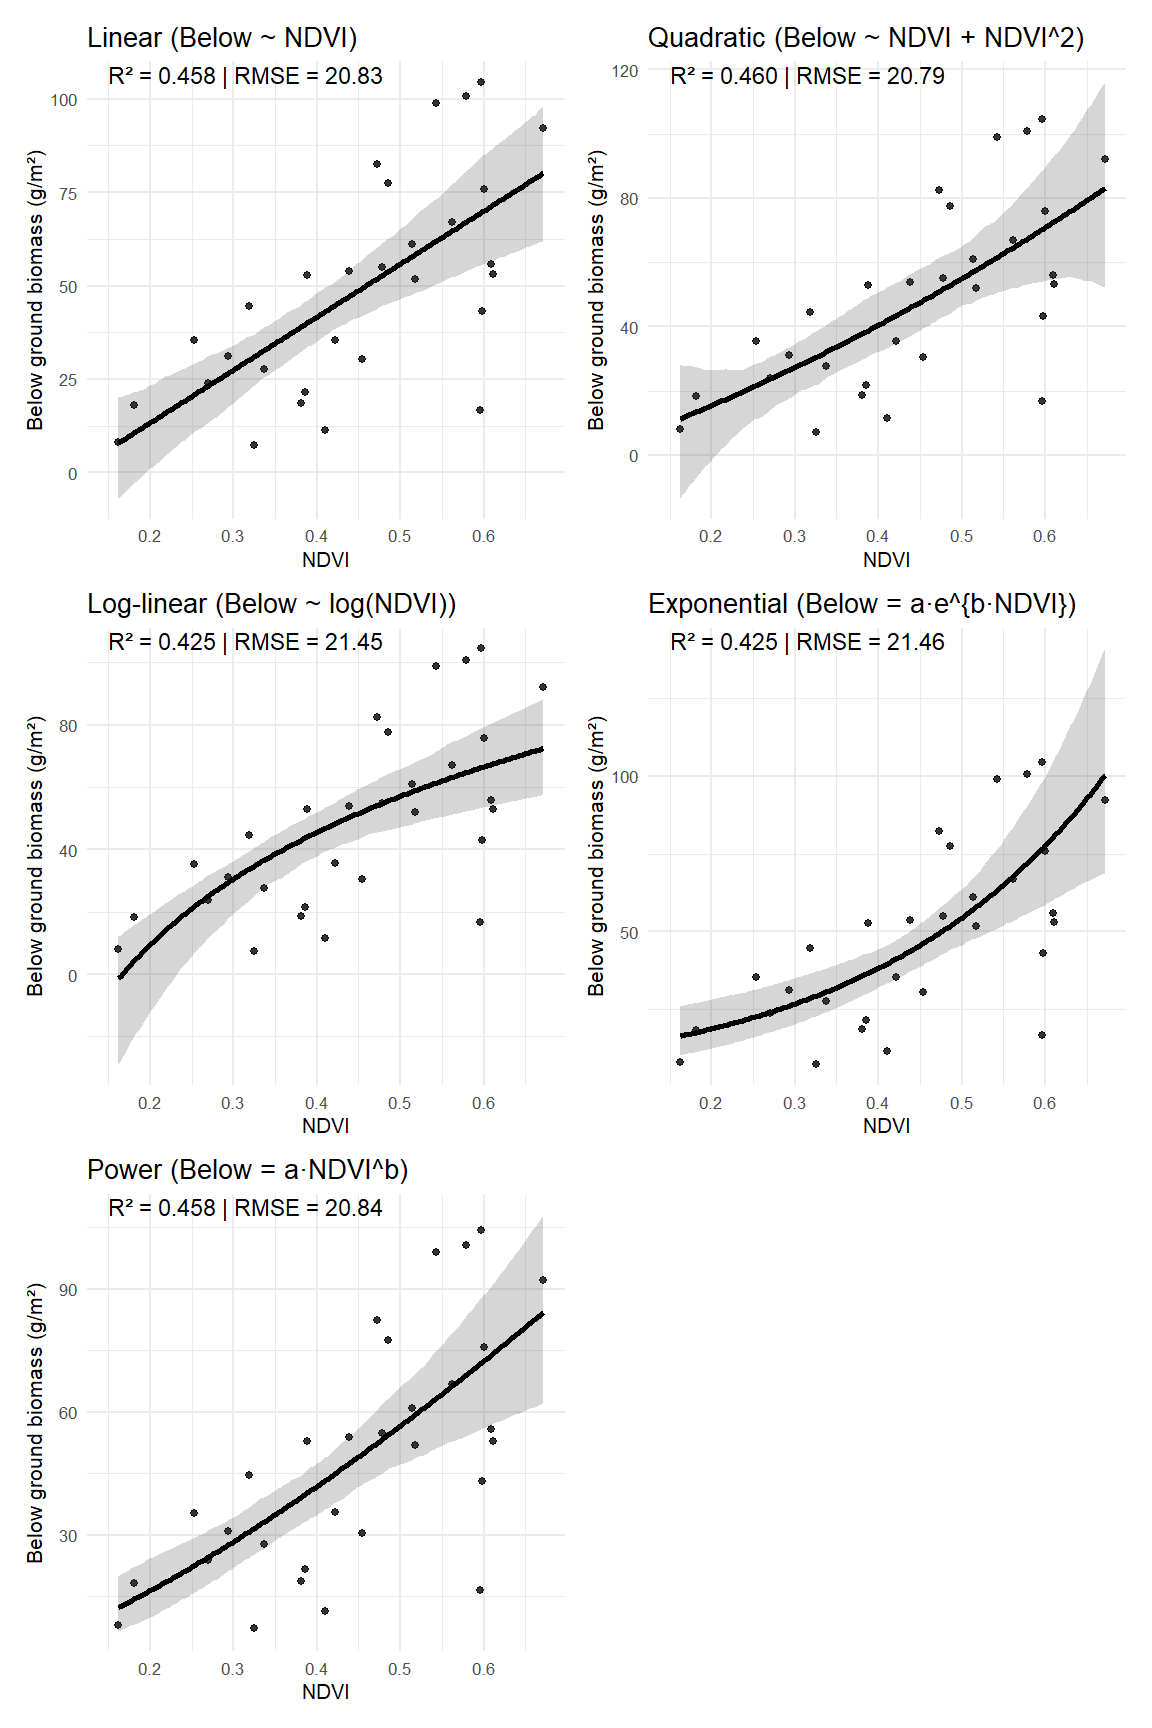 Linear (Below ~ NDVI)
R² = 0.458 | RMSE = 20.83
Below ground biomass (g/m²)
100
75
50
25
0
0.2 0.3 0.4 0.5 0.6
NDVI
Quadratic (Below ~ NDVI + NDVI^2)
R² = 0.460 | RMSE = 20.79
Below ground biomass (g/m²)
120
80
40
0
0.2 0.3 0.4 0.5 0.6
NDVI
Log-linear (Below ~ log(NDVI))
R² = 0.425 | RMSE = 21.45
Below ground biomass (g/m²)
80
40
0
0.2 0.3 0.4 0.5 0.6
NDVI
Exponential (Below = a·e^{b·NDVI})
R² = 0.425 | RMSE = 21.46
Below ground biomass (g/m²)
100
50
0.2 0.3 0.4 0.5 0.6
NDVI
Power (Below = a·NDVI^b)
R² = 0.458 | RMSE = 20.84
Below ground biomass (g/m²)
90
60
30
0.2 0.3 0.4 0.5 0.6
NDVI